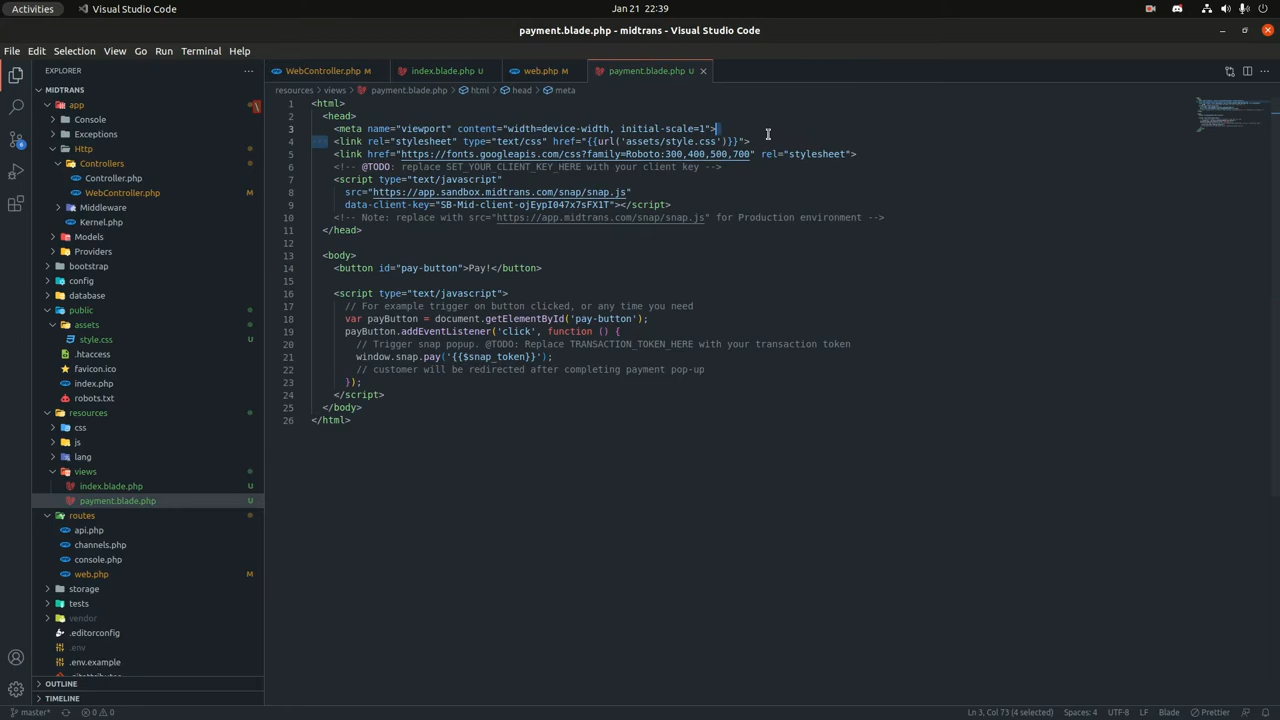 Activities
Visual Studio Code
Jan 21 22:39
payment.blade.php - midtrans - Visual Studio Code
File Edit Selection View Go Run Terminal Help
EXPLORER
WebController.php M
index.blade.php U
web.php M
payment.blade.php U
MIDTRANS
resources > views > payment.blade.php > html > head > meta
app
Console
Exceptions
Http
Controllers
Controller.php
WebController.php M
Middleware
Kernel.php
Models
Providers
bootstrap
config
database
public
assets
style.css U
.htaccess
favicon.ico
index.php
robots.txt
resources
css
js
lang
views
index.blade.php U
payment.blade.php U
routes
api.php
channels.php
console.php
web.php M
storage
tests
vendor
.editorconfig
.env
.env.example
OUTLINE
TIMELINE
1 <html>
2 <head>
3 <meta name="viewport" content="width=device-width, initial-scale=1">
4 <link rel="stylesheet" type="text/css" href="{{url('assets/style.css')}}">
5 <link href="https://fonts.googleapis.com/css?family=Roboto:300,400,500,700" rel="stylesheet">
6 <!-- @TODO: replace SET_YOUR_CLIENT_KEY_HERE with your client key -->
7 <script type="text/javascript"
8 src="https://app.sandbox.midtrans.com/snap/snap.js"
9 data-client-key="SB-Mid-client-ojEypI047x7sFX1T"></script>
10 <!-- Note: replace with src="https://app.midtrans.com/snap/snap.js" for Production environment -->
11 </head>
12
13 <body>
14 <button id="pay-button">Pay!</button>
15
16 <script type="text/javascript">
17 // For example trigger on button clicked, or any time you need
18 var payButton = document.getElementById('pay-button');
19 payButton.addEventListener('click', function () {
20 // Trigger snap popup. @TODO: Replace TRANSACTION_TOKEN_HERE with your transaction token
21 window.snap.pay('{{$snap_token}}');
22 // customer will be redirected after completing payment pop-up
23 });
24 </script>
25 </body>
26 </html>
master*
0 0
Ln 3, Col 73 (4 selected)
Spaces: 4
UTF-8
LF
Blade
Prettier